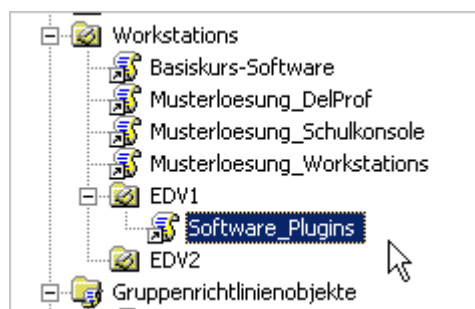 Workstations
Basiskurs-Software
Musterloesung_DelProf
Musterloesung_Schulkonsole
Musterloesung_Workstations
EDV1
Software_Plugins
EDV2
Gruppenrichtlinienobjekte